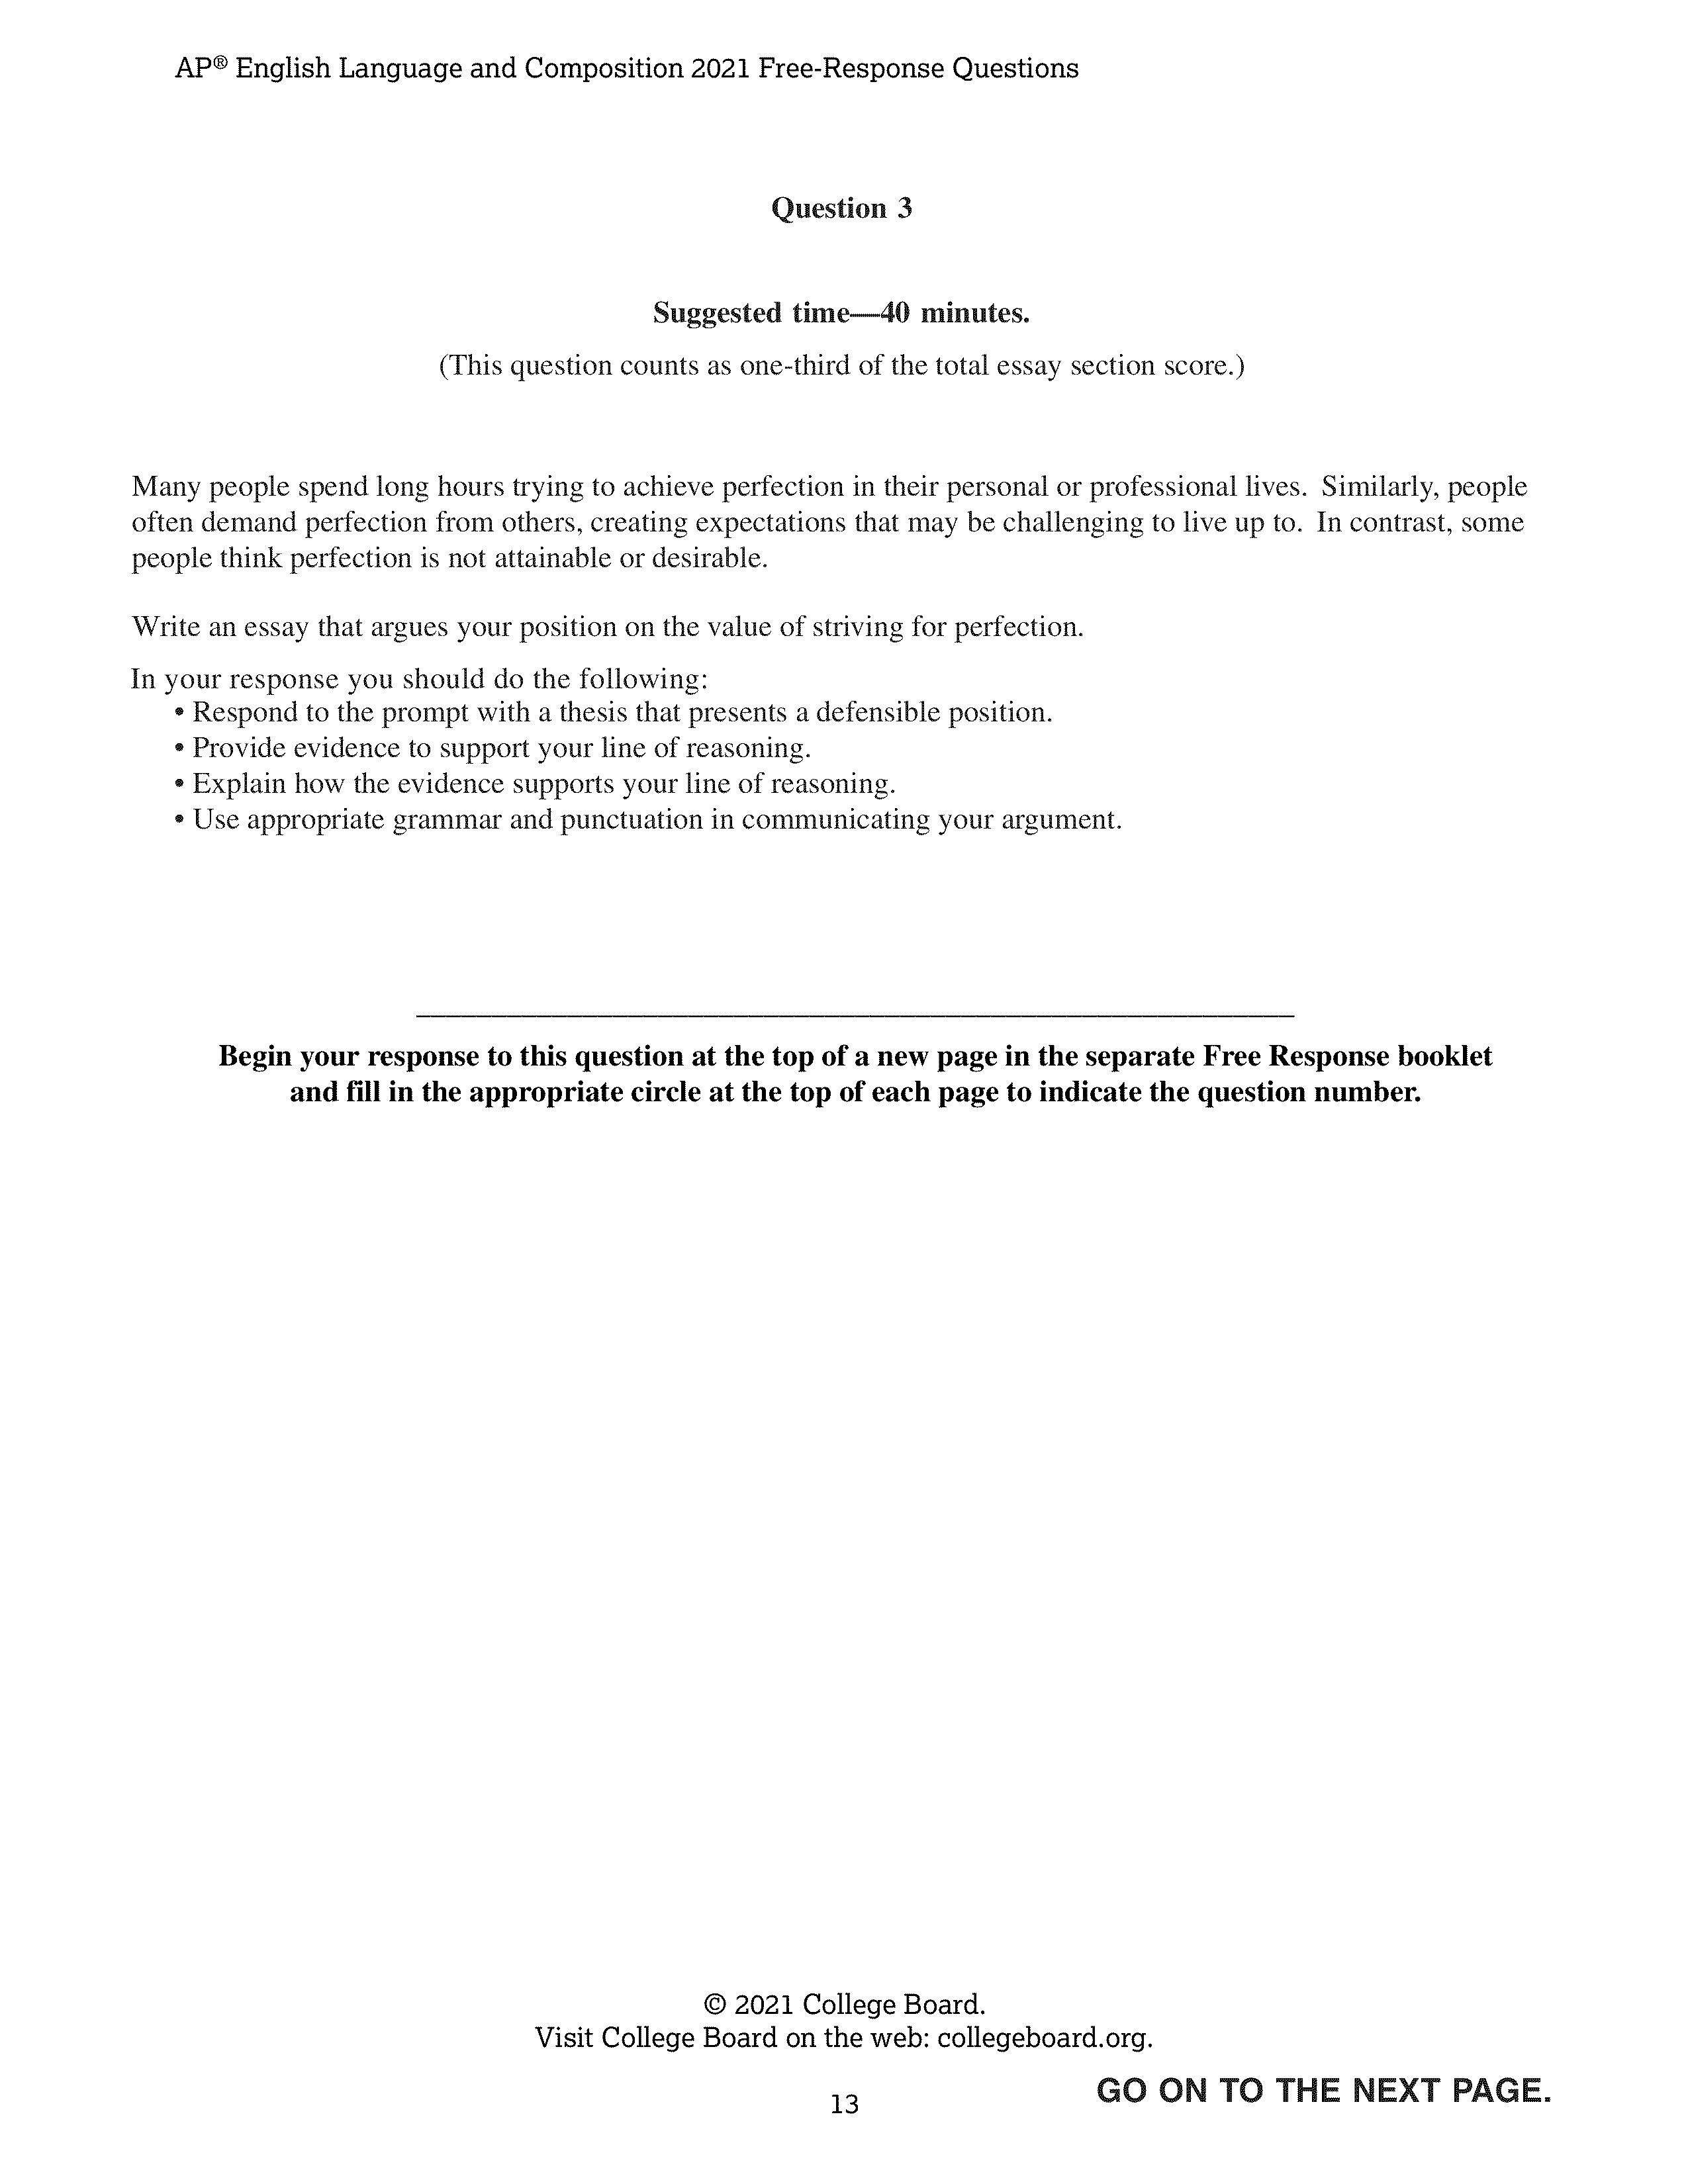 AP® English Language and Composition 2021 Free-Response Questions
Question 3
Suggested time—40 minutes.
(This question counts as one-third of the total essay section score.)
Many people spend long hours trying to achieve perfection in their personal or professional lives. Similarly, people
often demand perfection from others, creating expectations that may be challenging to live up to. In contrast, some
people think perfection is not attainable or desirable.
Write an essay that argues your position on the value of striving for perfection.
In your response you should do the following:
• Respond to the prompt with a thesis that presents a defensible position.
• Provide evidence to support your line of reasoning.
• Explain how the evidence supports your line of reasoning.
• Use appropriate grammar and punctuation in communicating your argument.
Begin your response to this question at the top of a new page in the separate Free Response booklet
and fill in the appropriate circle at the top of each page to indicate the question number.
© 2021 College Board.
Visit College Board on the web: collegeboard.org.
GO ON TO THE NEXT PAGE.
13